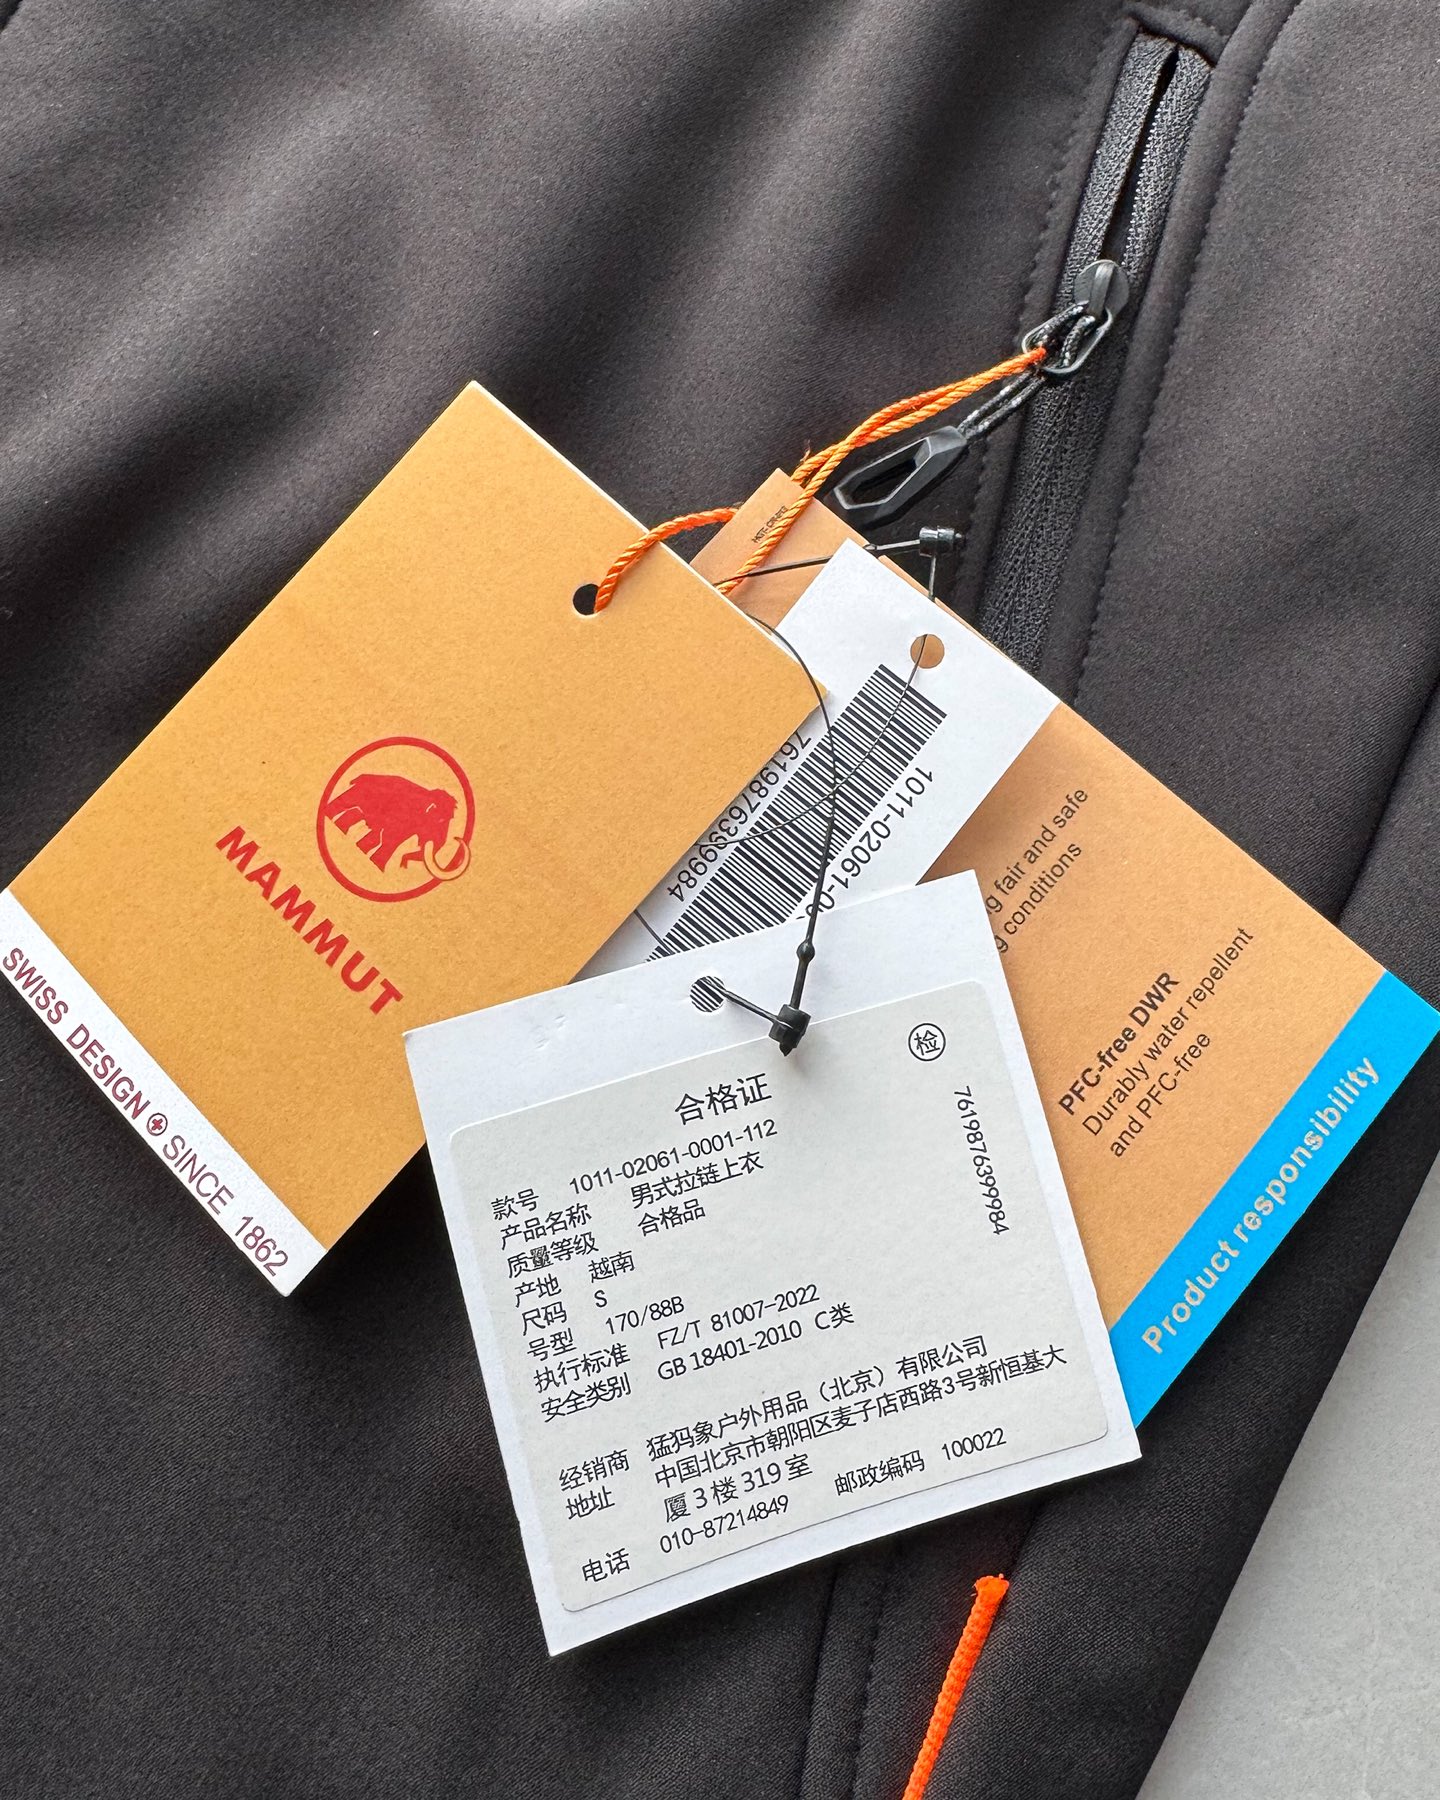 MAMMUT
SWISS DESIGN SINCE 1862
7619876399984
1011-02061-0
fair and safe
conditions
PFC-free DWR
Durably water repellent
and PFC-free
Product responsibility
检
合格证
7619876399984
款号 1011-02061-0001-112
产品名称 男式拉链上衣
质量等级 合格品
产地 越南
尺码 S
号型 170/88B
执行标准 FZ/T 81007-2022
安全类别 GB 18401-2010 C类
经销商 猛犸象户外用品（北京）有限公司
地址 中国北京市朝阳区麦子店西路3号新恒基大
厦 3 楼 319 室 邮政编码 100022
电话 010-87214849